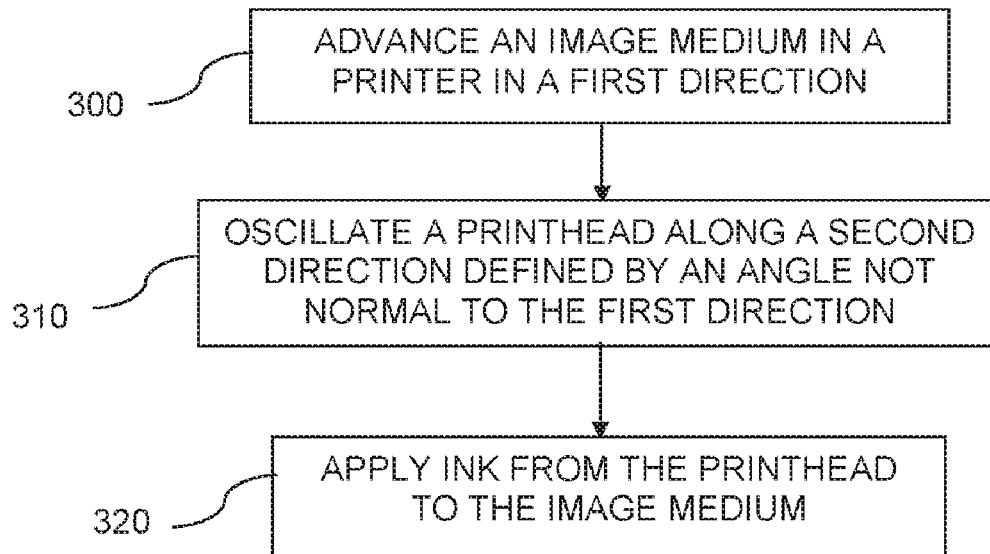 ADVANCE AN IMAGE MEDIUM IN A
PRINTER IN A FIRST DIRECTION
300
OSCILLATE A PRINTHEAD ALONG A SECOND
DIRECTION DEFINED BY AN ANGLE NOT
NORMAL TO THE FIRST DIRECTION
310
APPLY INK FROM THE PRINTHEAD
TO THE IMAGE MEDIUM
320